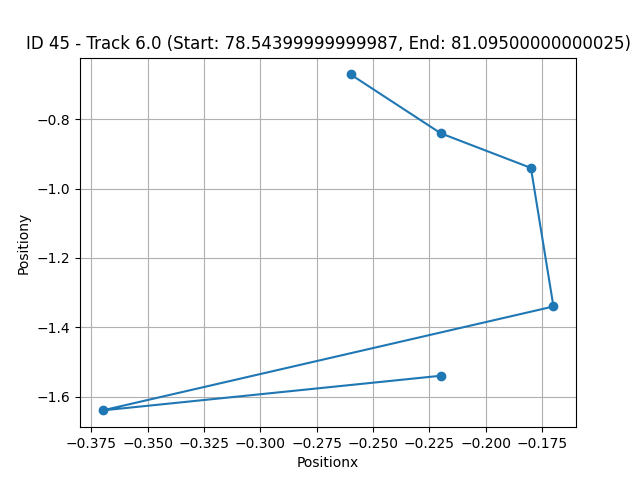 ID 45 - Track 6.0 (Start: 78.54399999999987, End: 81.09500000000025)
Positiony
−0.8
−1.0
−1.2
−1.4
−1.6
−0.375 −0.350 −0.325 −0.300 −0.275 −0.250 −0.225 −0.200 −0.175
Positionx